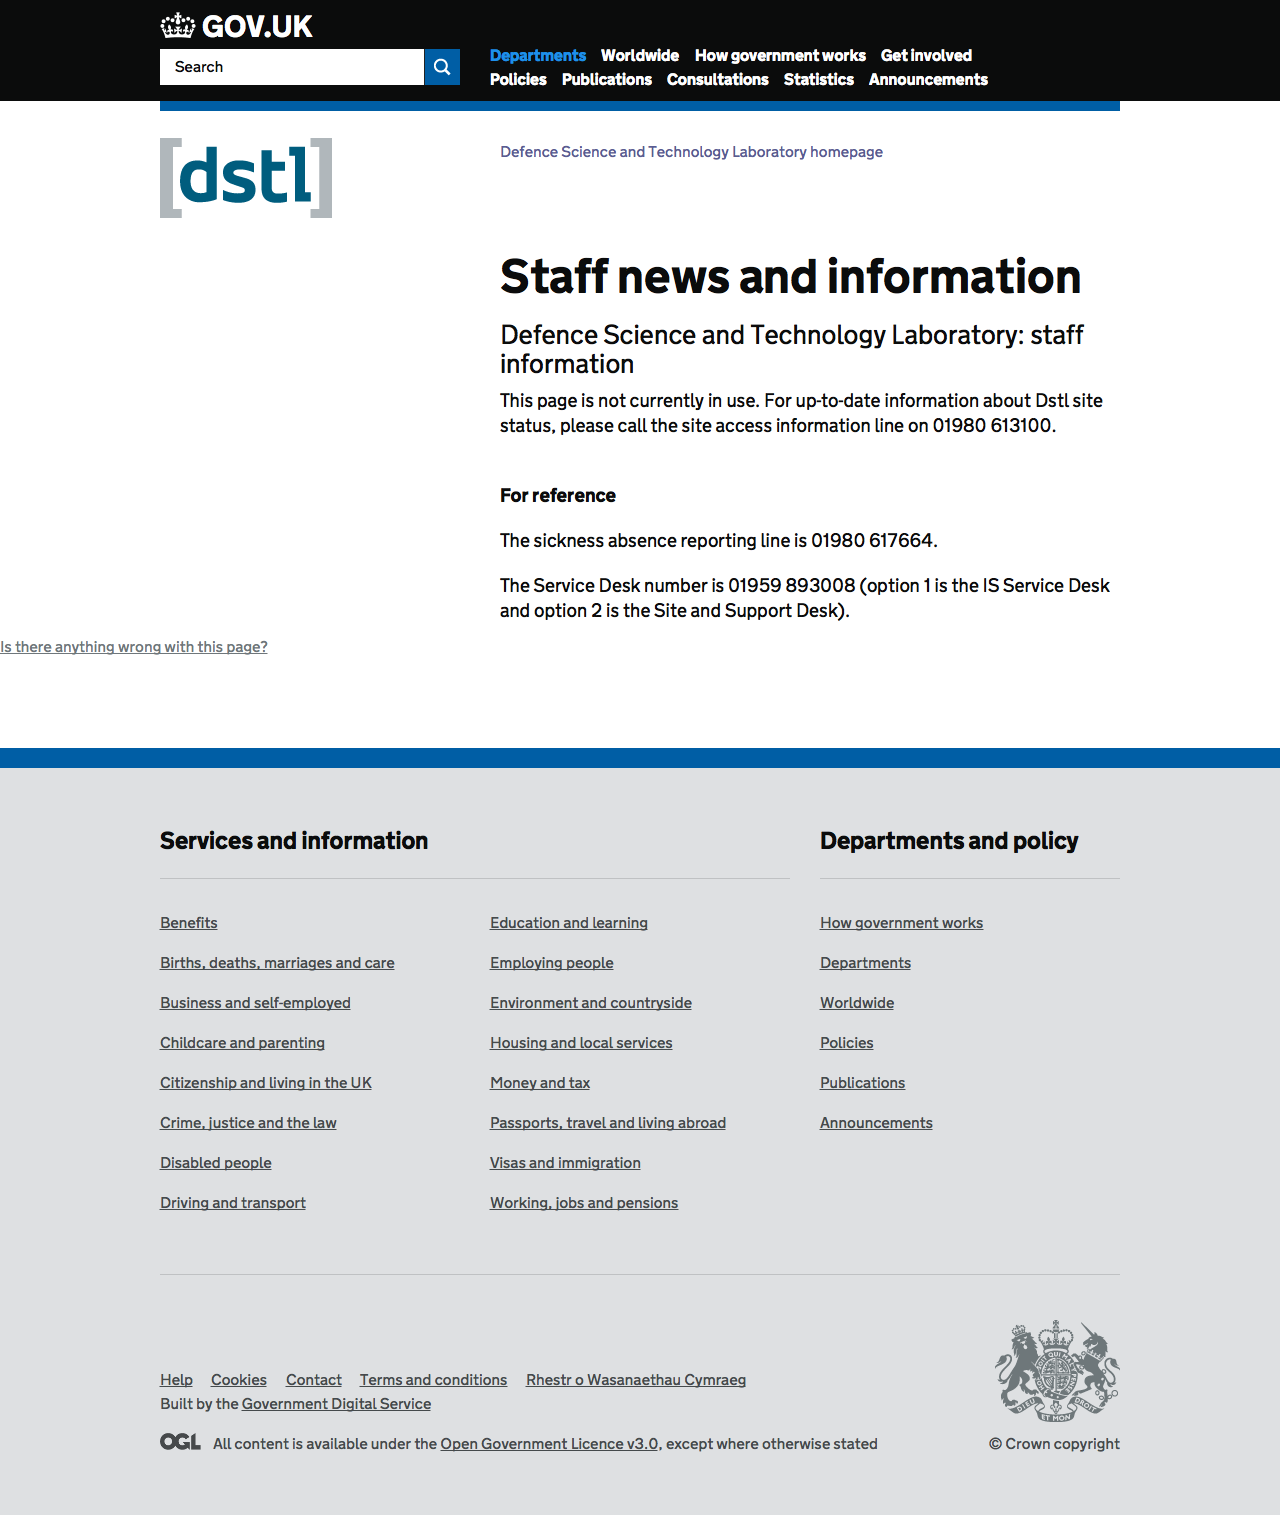 GOV.UK
Search
Departments Worldwide How government works Get involved
Policies Publications Consultations Statistics Announcements
[dstl]
Defence Science and Technology Laboratory homepage
Staff news and information
Defence Science and Technology Laboratory: staff
information
This page is not currently in use. For up-to-date information about Dstl site
status, please call the site access information line on 01980 613100.
For reference
The sickness absence reporting line is 01980 617664.
The Service Desk number is 01959 893008 (option 1 is the IS Service Desk
and option 2 is the Site and Support Desk).
Is there anything wrong with this page?
Services and information
Benefits
Births, deaths, marriages and care
Business and self-employed
Childcare and parenting
Citizenship and living in the UK
Crime, justice and the law
Disabled people
Driving and transport
Education and learning
Employing people
Environment and countryside
Housing and local services
Money and tax
Passports, travel and living abroad
Visas and immigration
Working, jobs and pensions
Departments and policy
How government works
Departments
Worldwide
Policies
Publications
Announcements
Help Cookies Contact Terms and conditions Rhestr o Wasanaethau Cymraeg
Built by the Government Digital Service
OGL All content is available under the Open Government Licence v3.0, except where otherwise stated
DIEU ET MON DROIT
© Crown copyright